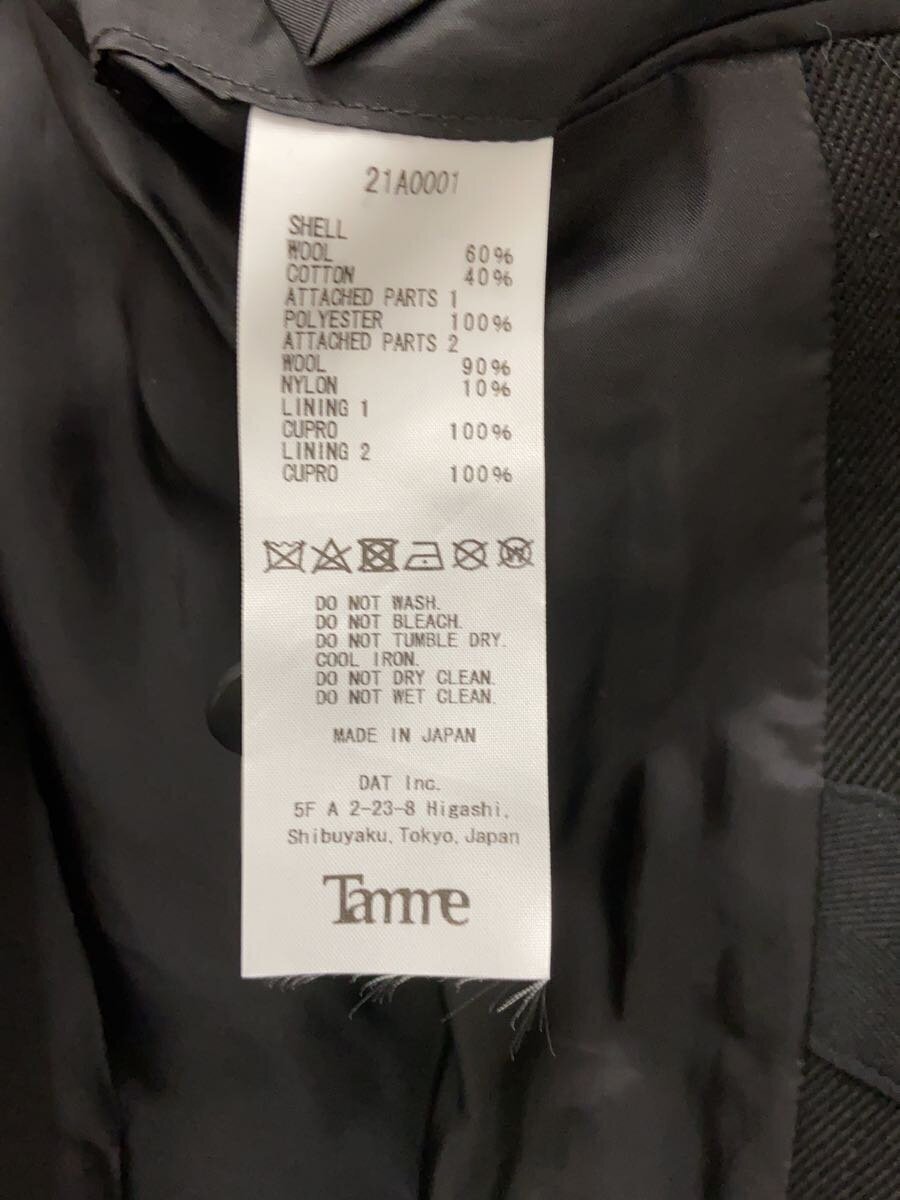 21A0001
SHELL
WOOL 60%
COTTON 40%
ATTACHED PARTS 1
POLYESTER 100%
ATTACHED PARTS 2
WOOL 90%
NYLON 10%
LINING 1
CUPRO 100%
LINING 2
CUPRO 100%
DO NOT WASH.
DO NOT BLEACH.
DO NOT TUMBLE DRY.
COOL IRON.
DO NOT DRY CLEAN.
DO NOT WET CLEAN.
MADE IN JAPAN
DAT Inc.
5F A 2-23-8 Higashi,
Shibuyaku, Tokyo, Japan
Tamme